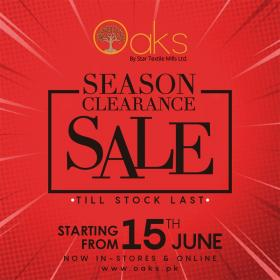 Oaks
By Star Textile Mills Ltd.
SEASON
CLEARANCE
SALE
•TILL STOCK LAST•
STARTING
FROM 15TH JUNE
NOW IN-STORES & ONLINE
www.oaks.pk